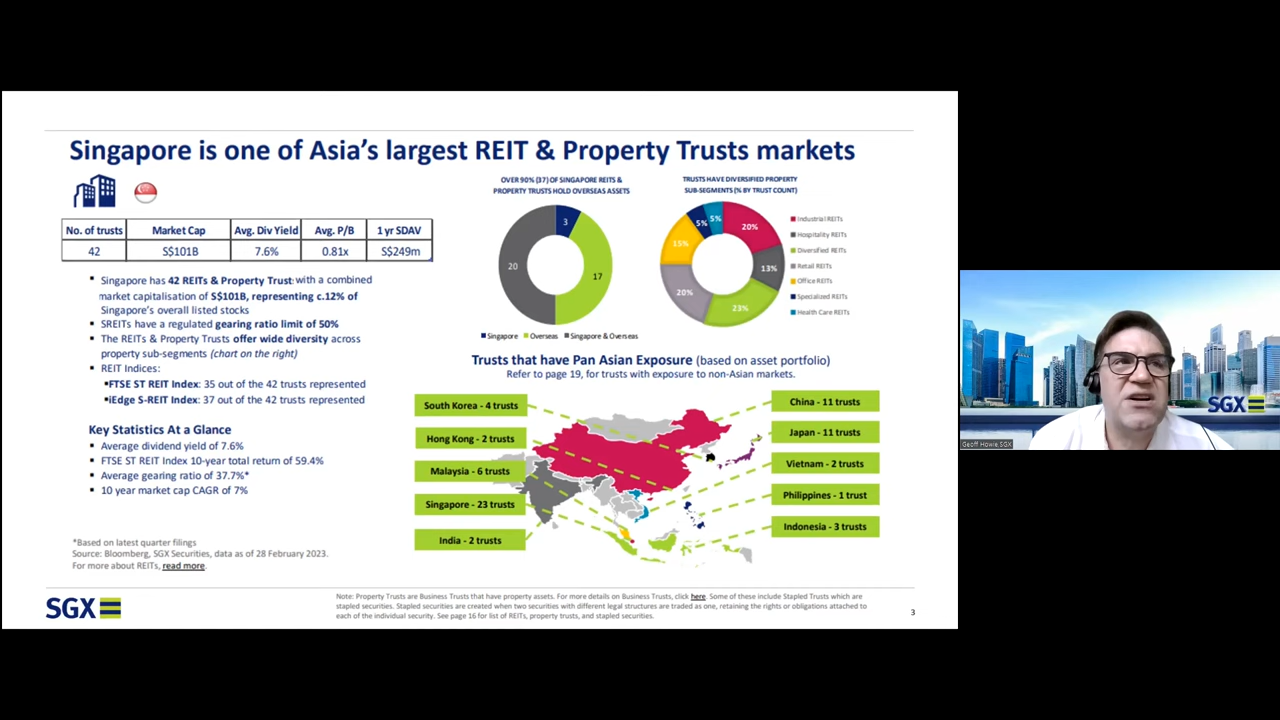 Singapore is one of Asia's largest REIT & Property Trusts markets
No. of trusts Market Cap Avg. Div Yield Avg. P/B 1 yr SDAV
42 S$101B 7.6% 0.81x S$249m
Singapore has 42 REITs & Property Trust with a combined
market capitalisation of S$101B, representing c.12% of
Singapore's overall listed stocks
SREITs have a regulated gearing ratio limit of 50%
The REITs & Property Trusts offer wide diversity across
property sub-segments (chart on the right)
REIT Indices:
FTSE ST REIT Index: 35 out of the 42 trusts represented
iEdge S-REIT Index: 37 out of the 42 trusts represented
Key Statistics At a Glance
Average dividend yield of 7.6%
FTSE ST REIT Index 10-year total return of 59.4%
Average gearing ratio of 37.7%*
10 year market cap CAGR of 7%
*Based on latest quarter filings
Source: Bloomberg, SGX Securities, data as of 28 February 2023.
For more about REITs, read more.
OVER 90% (37) OF SINGAPORE REITS &
PROPERTY TRUSTS HOLD OVERSEAS ASSETS
3
17
20
Singapore Overseas Singapore & Overseas
TRUSTS HAVE DIVERSIFIED PROPERTY
SUB-SEGMENTS (% BY TRUST COUNT)
20%
13%
23%
20%
15%
5%
5%
Industrial REITs
Hospitality REITs
Diversified REITs
Retail REITs
Office REITs
Specialized REITs
Health Care REITs
Trusts that have Pan Asian Exposure (based on asset portfolio)
Refer to page 19, for trusts with exposure to non-Asian markets.
South Korea - 4 trusts
Hong Kong - 2 trusts
Malaysia - 6 trusts
Singapore - 23 trusts
India - 2 trusts
China - 11 trusts
Japan - 11 trusts
Vietnam - 2 trusts
Philippines - 1 trust
Indonesia - 3 trusts
SGX
Note: Property Trusts are Business Trusts that have property assets. For more details on Business Trusts, click here. Some of these include Stapled Trusts which are
stapled securities. Stapled securities are created when two securities with different legal structures are traded as one, retaining the rights or obligations attached to
each of the individual security. See page 16 for list of REITs, property trusts, and stapled securities.
3
SGX
Geoff Howie,SGX